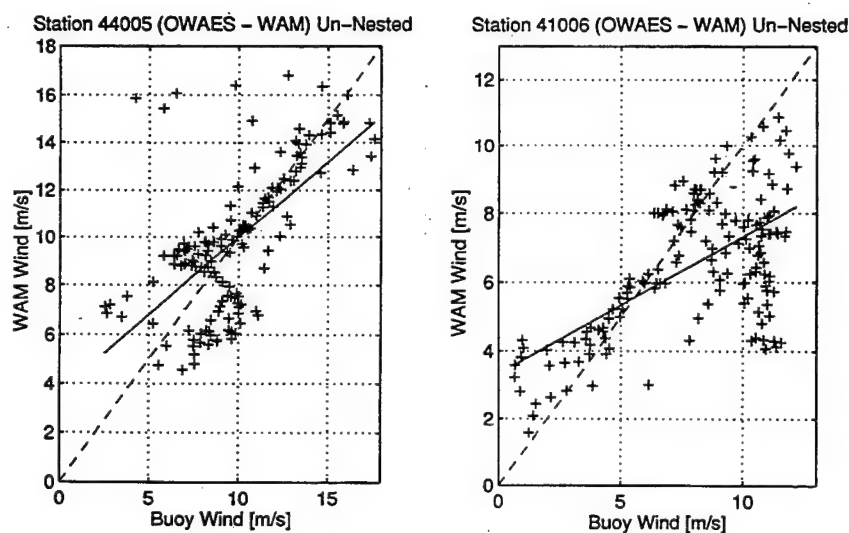 Station 44005 (OWAES - WAM) Un-Nested
18
16
14
12
10
8
6
4
2
0
WAM Wind [m/s]
0 5 10 15
Buoy Wind [m/s]
Station 41006 (OWAES - WAM) Un-Nested
12
10
8
6
4
2
0
WAM Wind [m/s]
0 5 10
Buoy Wind [m/s]